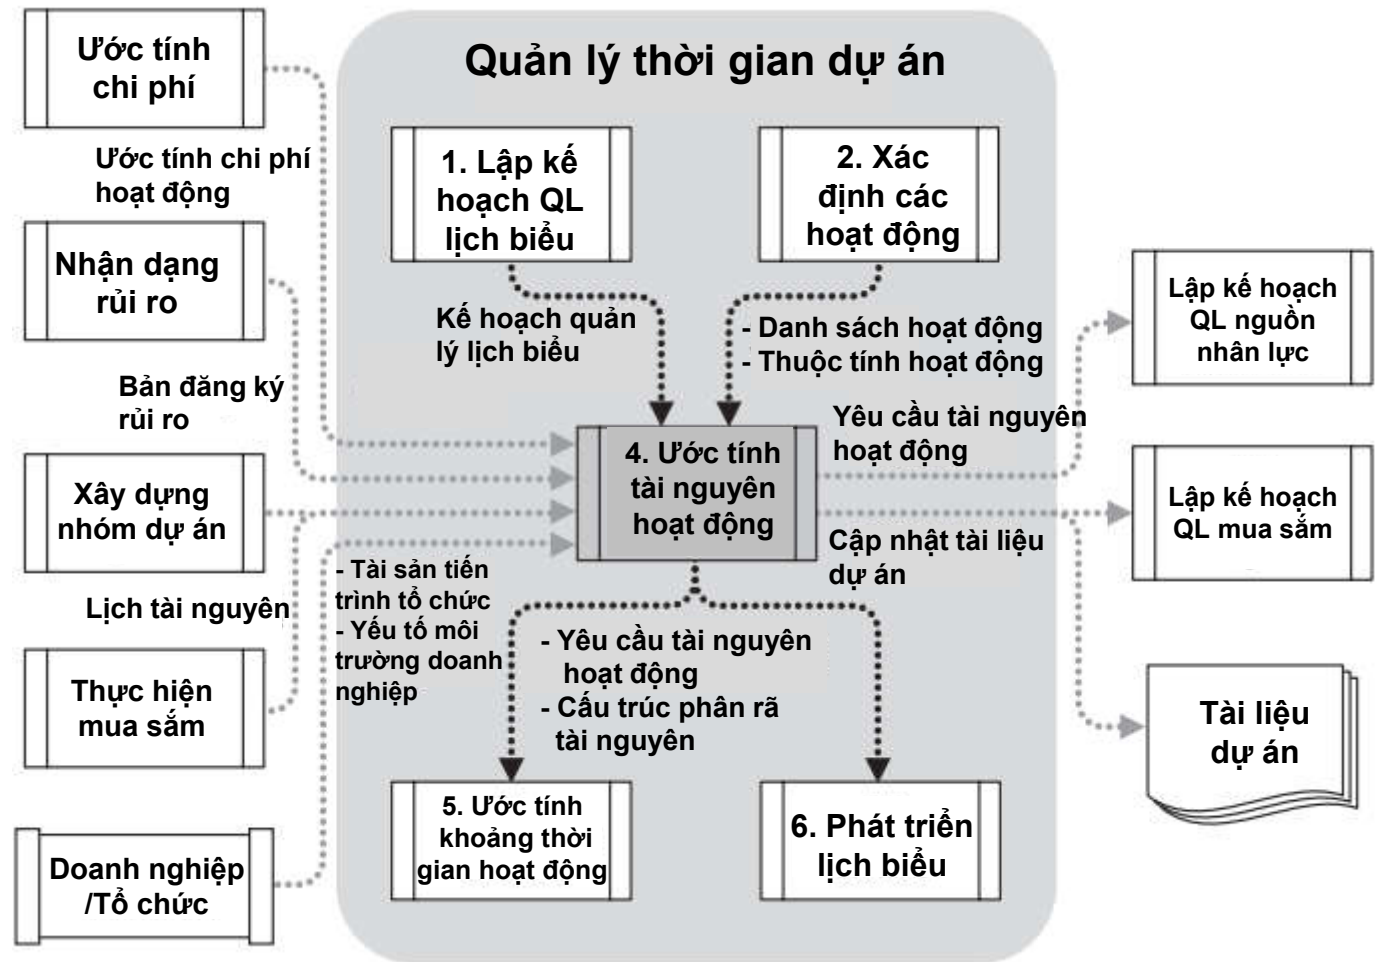 Quản lý thời gian dự án
Ước tính
chi phí
Ước tính chi phí
hoạt động
Nhận dạng
rủi ro
Bản đăng ký
rủi ro
Xây dựng
nhóm dự án
Lịch tài nguyên
Thực hiện
mua sắm
Doanh nghiệp
/Tổ chức
- Tài sản tiến
trình tổ chức
- Yếu tố môi
trường doanh
nghiệp
1. Lập kế
hoạch QL
lịch biểu
Kế hoạch quản
lý lịch biểu
2. Xác
định các
hoạt động
- Danh sách hoạt động
- Thuộc tính hoạt động
4. Ước tính
tài nguyên
hoạt động
Yêu cầu tài nguyên
hoạt động
Cập nhật tài liệu
dự án
- Yêu cầu tài nguyên
hoạt động
- Cấu trúc phân rã
tài nguyên
5. Ước tính
khoảng thời
gian hoạt động
6. Phát triển
lịch biểu
Lập kế hoạch
QL nguồn
nhân lực
Lập kế hoạch
QL mua sắm
Tài liệu
dự án